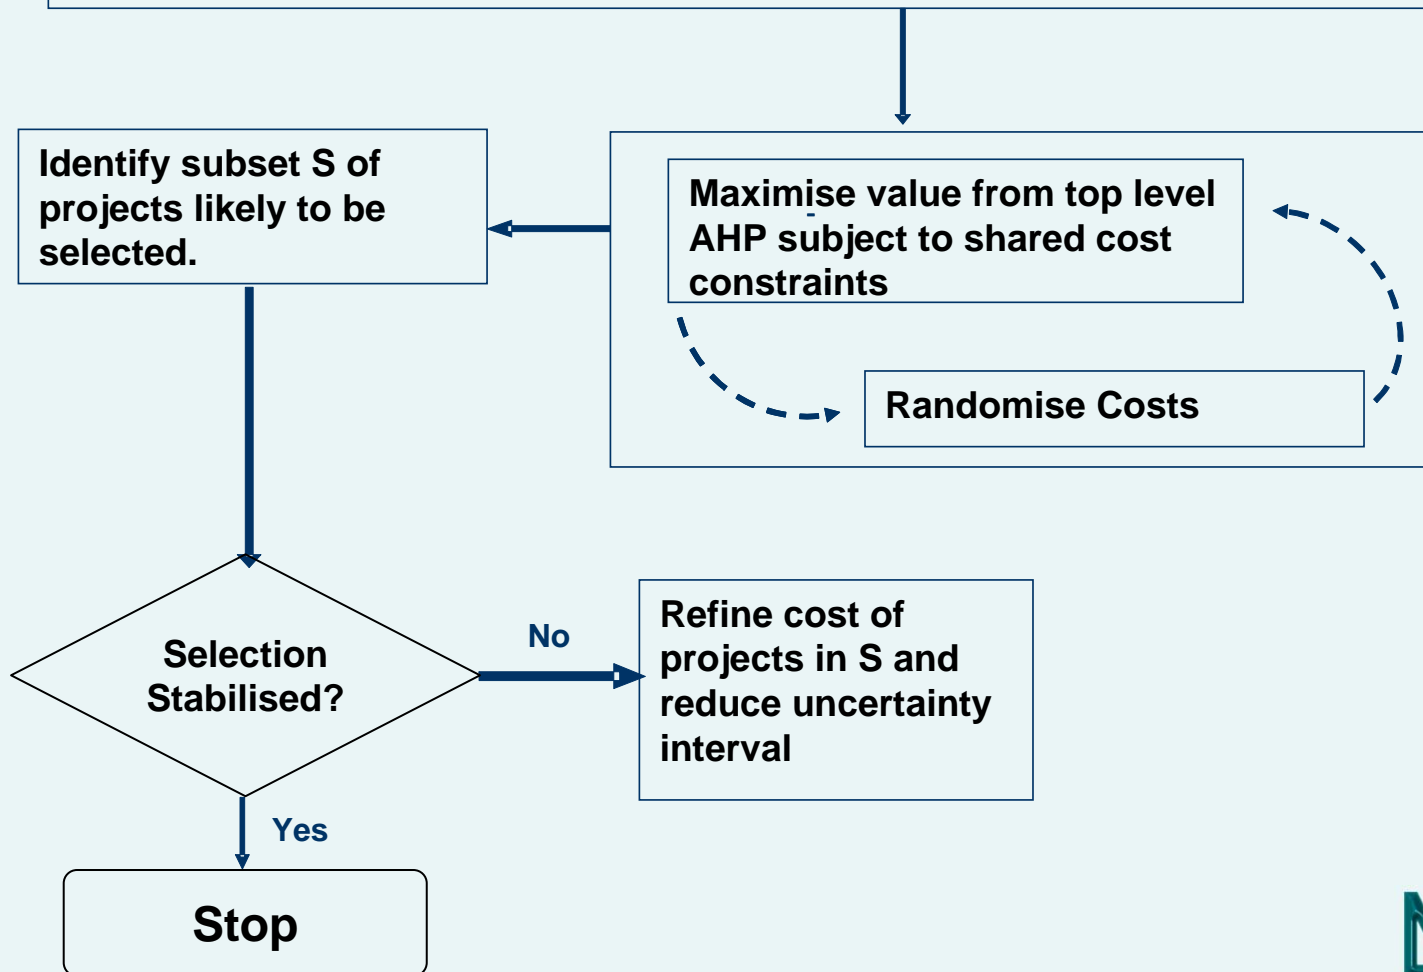 Identify subset S of
projects likely to be
selected.
Maximise value from top level
AHP subject to shared cost
constraints
Randomise Costs
Selection
Stabilised?
No
Refine cost of
projects in S and
reduce uncertainty
interval
Yes
Stop